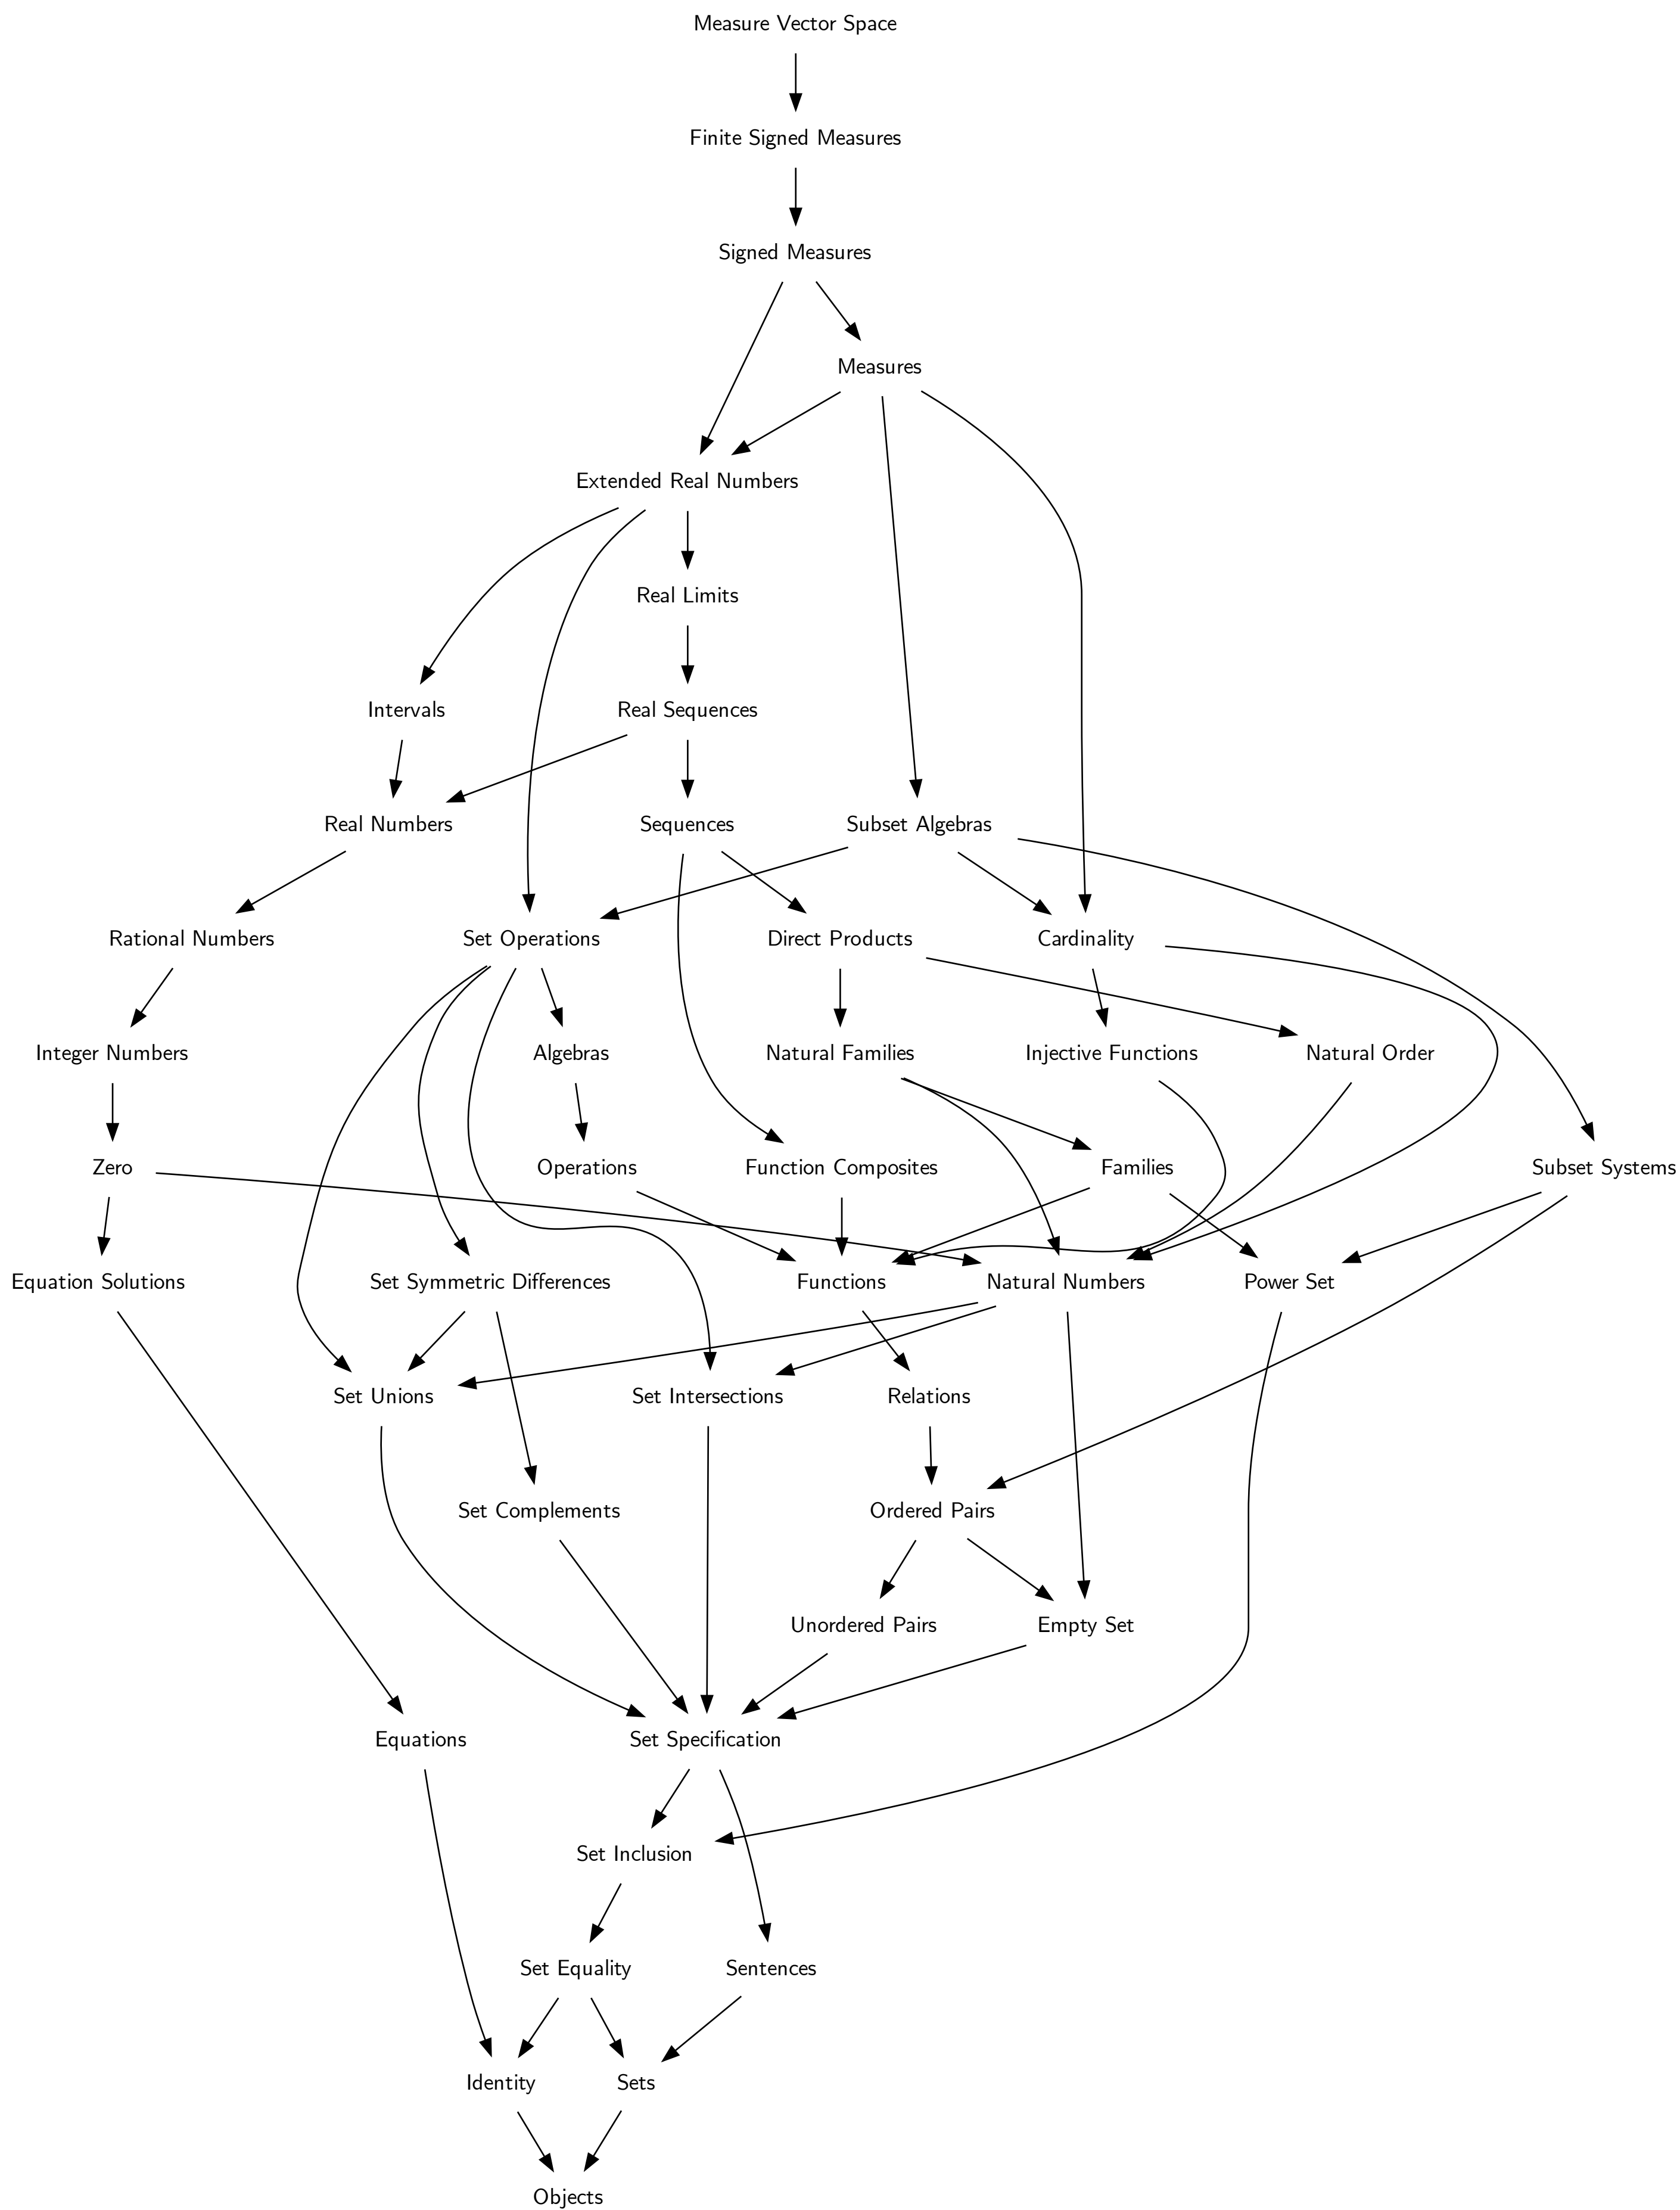 Measure Vector Space
Finite Signed Measures
Signed Measures
Measures
Extended Real Numbers
Real Limits
Intervals
Real Sequences
Real Numbers
Sequences
Subset Algebras
Rational Numbers
Set Operations
Direct Products
Cardinality
Integer Numbers
Algebras
Natural Families
Injective Functions
Natural Order
Zero
Operations
Function Composites
Families
Subset Systems
Equation Solutions
Set Symmetric Differences
Functions
Natural Numbers
Power Set
Set Unions
Set Intersections
Relations
Set Complements
Ordered Pairs
Unordered Pairs
Empty Set
Equations
Set Specification
Set Inclusion
Set Equality
Sentences
Identity
Sets
Objects